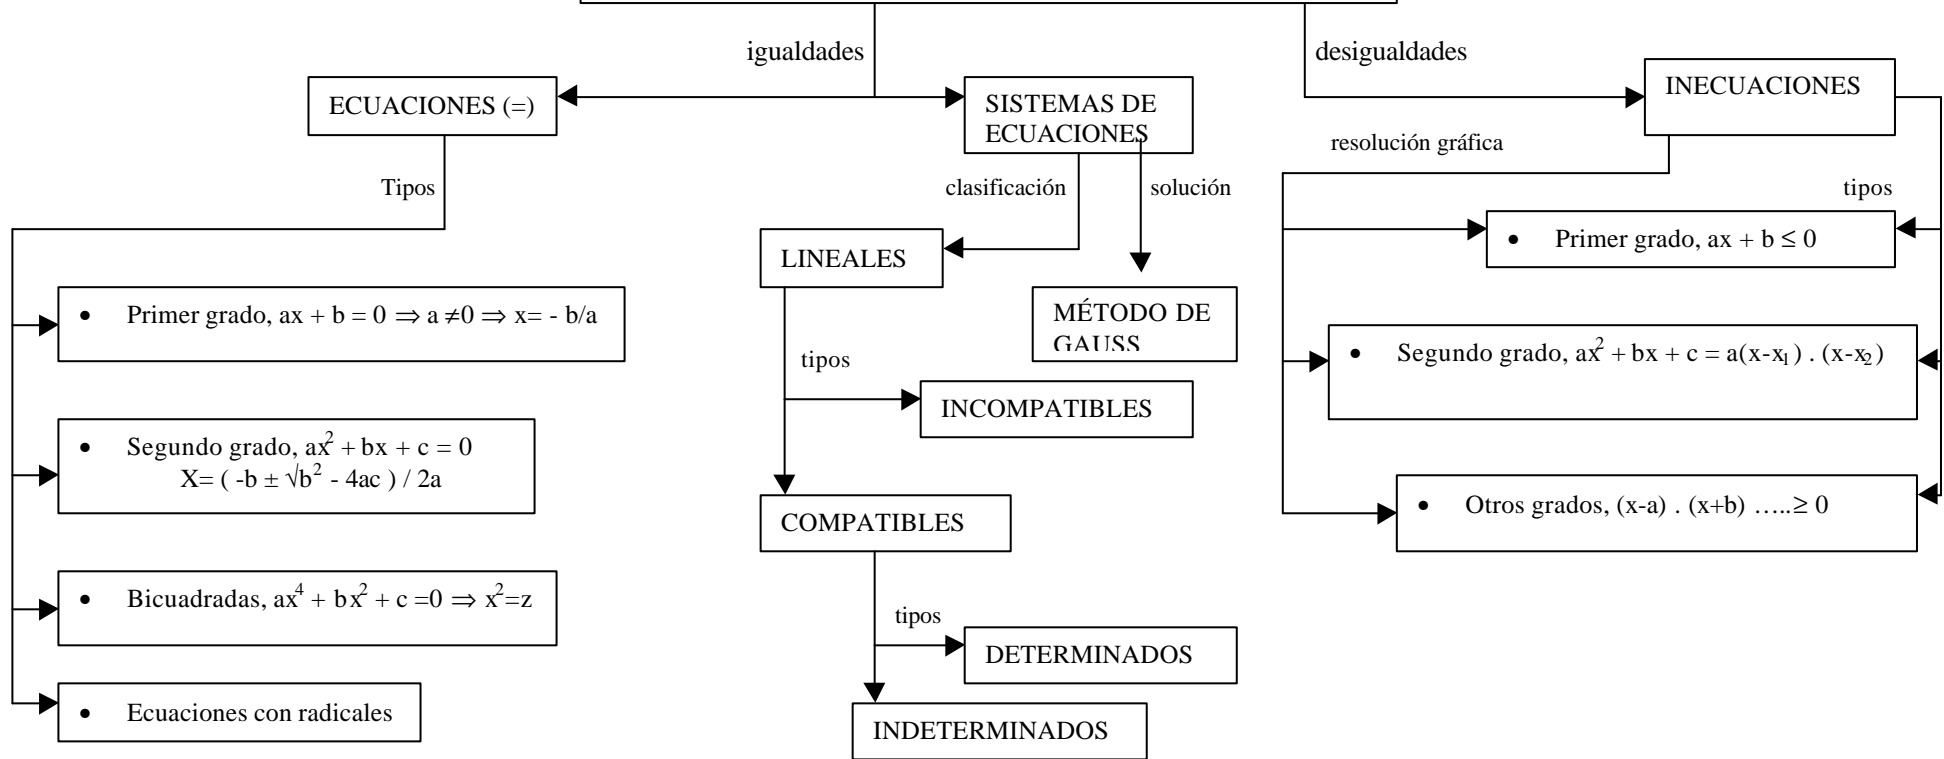 igualdades
desigualdades
ECUACIONES (=)
SISTEMAS DE
ECUACIONES
INECUACIONES
resolución gráfica
Tipos
clasificación
solución
tipos
LINEALES
• Primer grado, ax + b ≤ 0
• Primer grado, ax + b = 0 ⇒ a ≠0 ⇒ x= - b/a
MÉTODO DE
GAUSS
tipos
• Segundo grado, ax² + bx + c = a(x-x₁) . (x-x₂)
INCOMPATIBLES
• Segundo grado, ax² + bx + c = 0
X= ( -b ± √b² - 4ac ) / 2a
COMPATIBLES
• Otros grados, (x-a) . (x+b) …..≥ 0
• Bicuadradas, ax⁴ + bx² + c =0 ⇒ x²=z
tipos
DETERMINADOS
• Ecuaciones con radicales
INDETERMINADOS